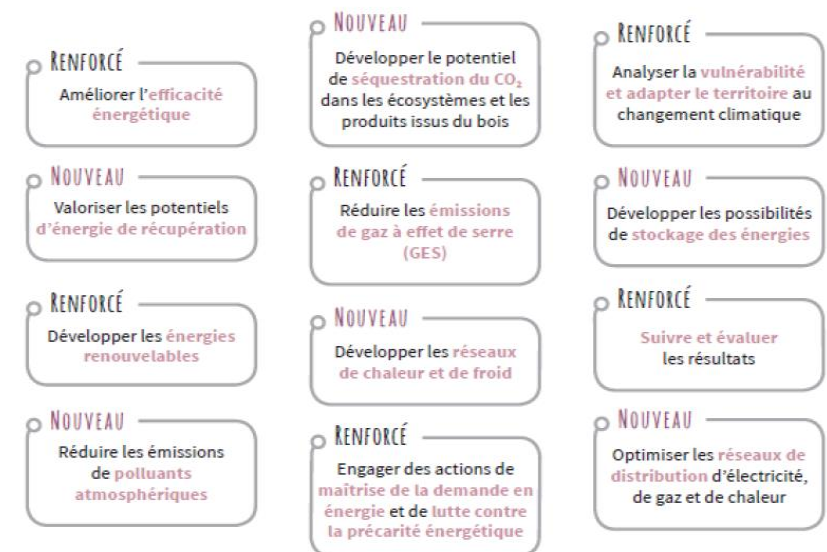 RENFORCÉ
Améliorer l'efficacité
énergétique
NOUVEAU
Valoriser les potentiels
d'énergie de récupération
RENFORCÉ
Développer les énergies
renouvelables
NOUVEAU
Réduire les émissions
de polluants
atmosphériques
NOUVEAU
Développer le potentiel
de séquestration du CO₂
dans les écosystèmes et les
produits issus du bois
RENFORCÉ
Réduire les émissions
de gaz à effet de serre
(GES)
NOUVEAU
Développer les réseaux
de chaleur et de froid
RENFORCÉ
Engager des actions de
maîtrise de la demande en
énergie et de lutte contre
la précarité énergétique
RENFORCÉ
Analyser la vulnérabilité
et adapter le territoire au
changement climatique
NOUVEAU
Développer les possibilités
de stockage des énergies
RENFORCÉ
Suivre et évaluer
les résultats
NOUVEAU
Optimiser les réseaux de
distribution d'électricité,
de gaz et de chaleur